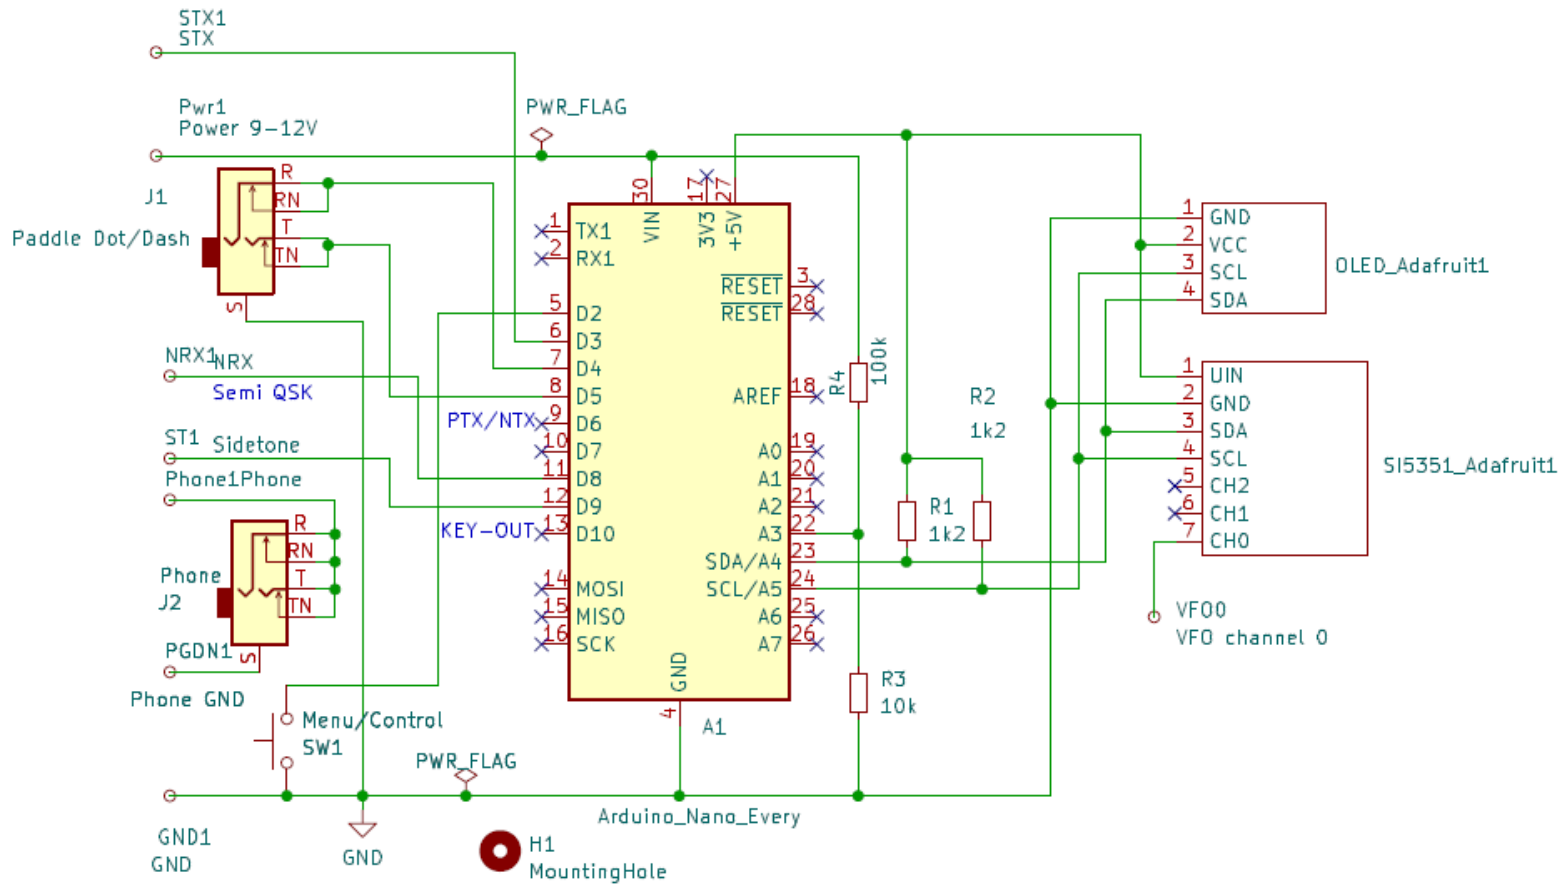 STX1
STX
Pwr1
Power 9-12V
PWR_FLAG
J1
Paddle Dot/Dash
R
RN
T
TN
S
NRX1 NRX
Semi QSK
ST1 Sidetone
Phone1 Phone
R
RN
T
TN
S
Phone
J2
PGDN1
Phone GND
Menu/Control
SW1
PWR_FLAG
GND1
GND
GND
H1
MountingHole
Arduino_Nano_Every
A1
30 17 27
VIN 3V3 +5V
1 TX1
2 RX1
5 D2
6 D3
7 D4
8 D5
PTX/NTX 9 D6
10 D7
11 D8
12 D9
KEY-OUT 13 D10
14 MOSI
15 MISO
16 SCK
RESET 3
RESET 28
AREF 18
A0 19
A1 20
A2 21
A3 22
SDA/A4 23
SCL/A5 24
A6 25
A7 26
GND
4
R4
100k
R2
1k2
R1
1k2
R3
10k
1 GND
2 VCC
3 SCL
4 SDA
OLED_Adafruit1
1 UIN
2 GND
3 SDA
4 SCL
5 CH2
6 CH1
7 CH0
SI5351_Adafruit1
VFO0
VFO channel 0